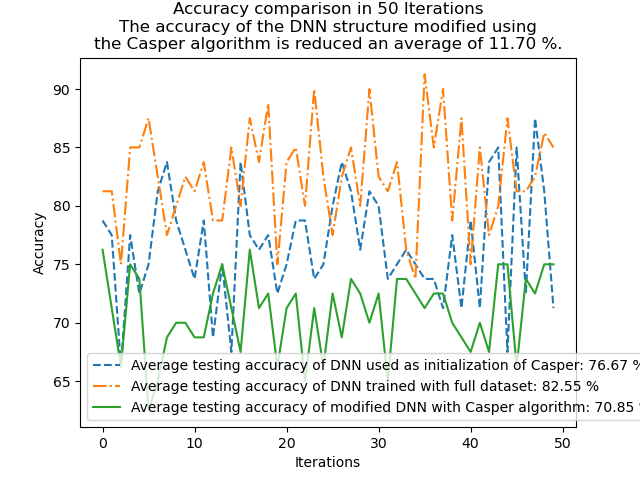 Accuracy comparison in 50 Iterations
The accuracy of the DNN structure modified using
the Casper algorithm is reduced an average of 11.70 %.
90
85
80
75
70
65
Accuracy
Average testing accuracy of DNN used as initialization of Casper: 76.67 %
Average testing accuracy of DNN trained with full dataset: 82.55 %
Average testing accuracy of modified DNN with Casper algorithm: 70.85
0 10 20 30 40 50
Iterations